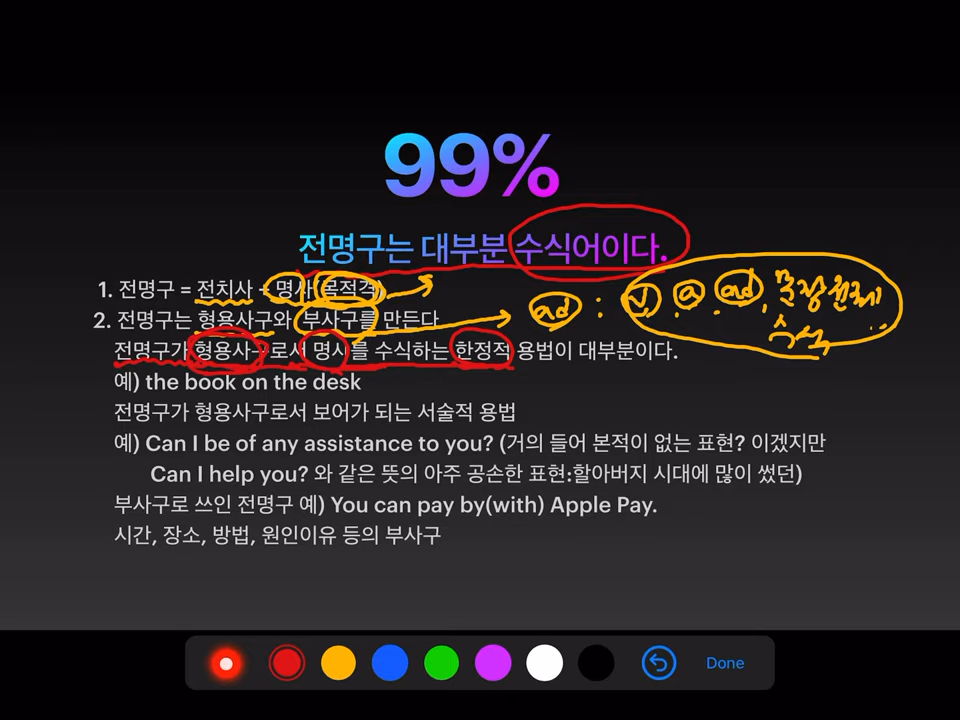 99%
전명구는 대부분 수식어이다.
1. 전명구 = 전치사 + 명사(목적격)
2. 전명구는 형용사구와 부사구를 만든다
ad : v, a, ad, 문장전체
수식
전명구가 형용사구로서 명사를 수식하는 한정적 용법이 대부분이다.
예) the book on the desk
전명구가 형용사구로서 보어가 되는 서술적 용법
예) Can I be of any assistance to you? (거의 들어 본적이 없는 표현? 이겠지만
Can I help you? 와 같은 뜻의 아주 공손한 표현:할아버지 시대에 많이 썼던)
부사구로 쓰인 전명구 예) You can pay by(with) Apple Pay.
시간, 장소, 방법, 원인이유 등의 부사구
Done